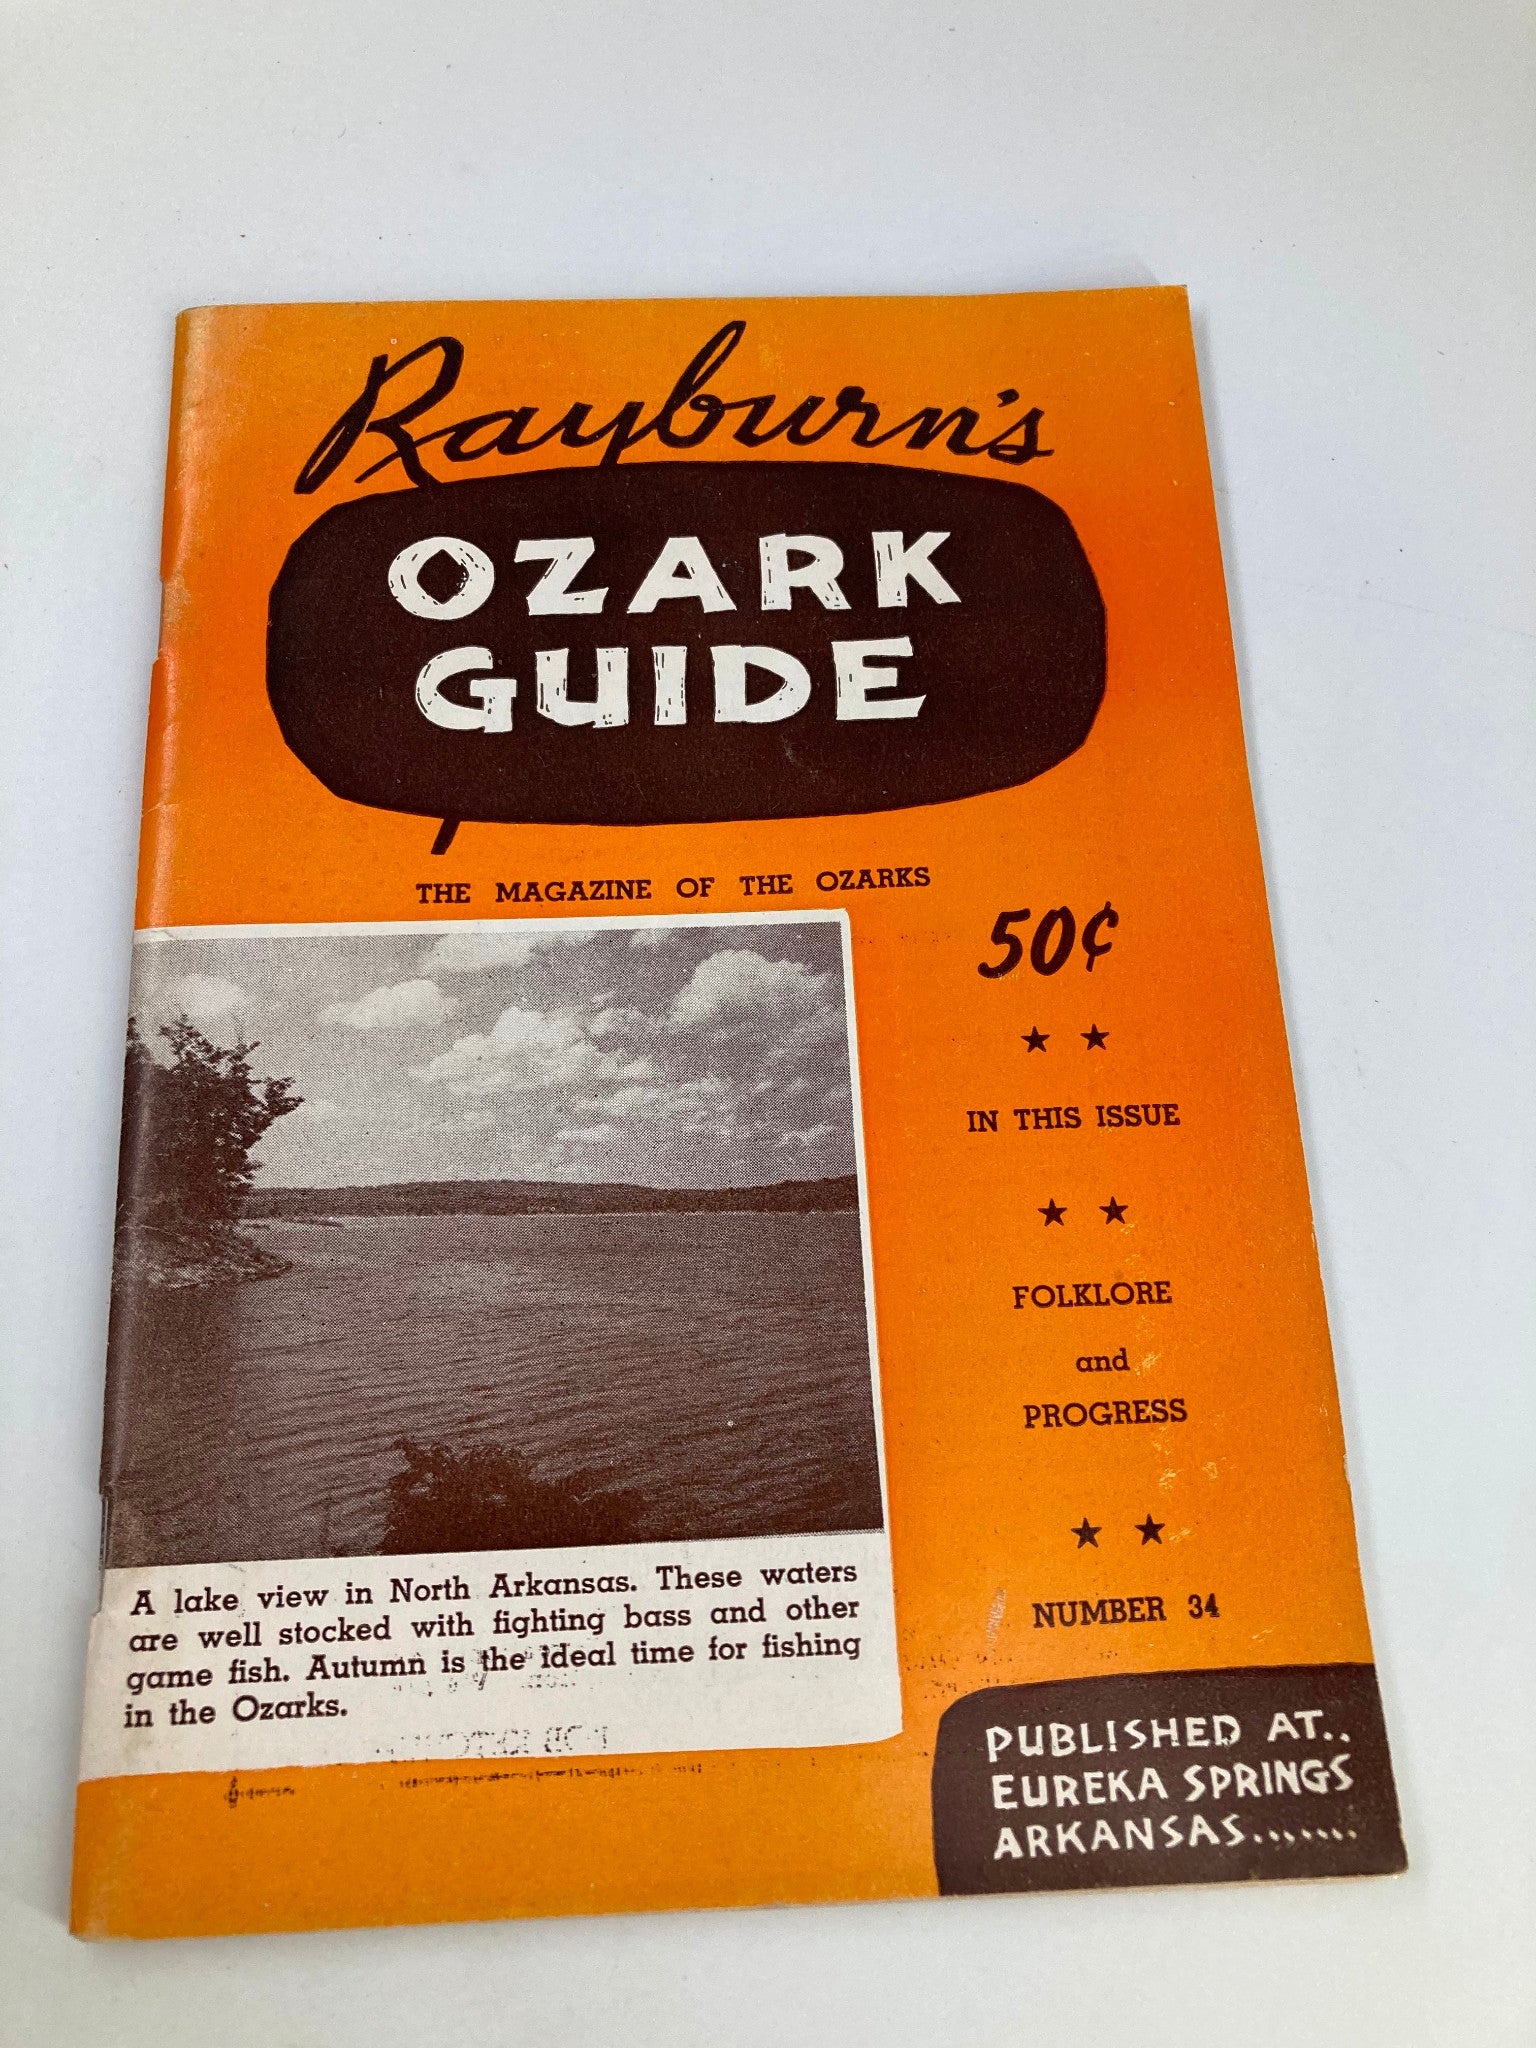 Rayburn's
OZARK
GUIDE
THE MAGAZINE OF THE OZARKS
50¢
★ ★
IN THIS ISSUE
★ ★
FOLKLORE
and
PROGRESS
★ ★
NUMBER 34
A lake view in North Arkansas. These waters
are well stocked with fighting bass and other
game fish. Autumn is the ideal time for fishing
in the Ozarks.
PUBLISHED AT..
EUREKA SPRINGS
ARKANSAS.......